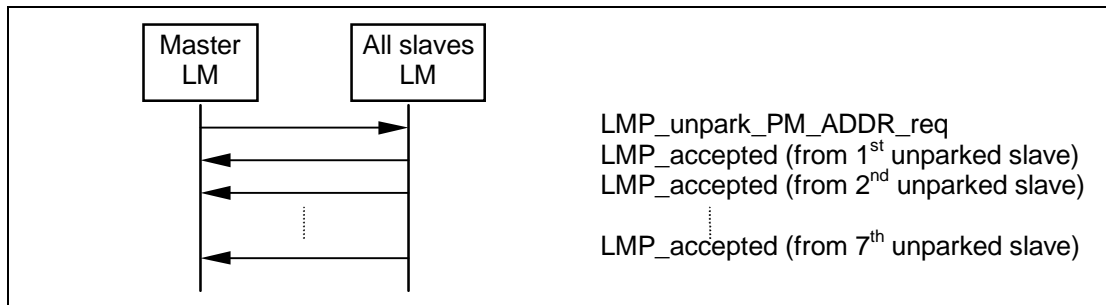 Master
LM
All slaves
LM
LMP_unpark_PM_ADDR_req
LMP_accepted (from 1st unparked slave)
LMP_accepted (from 2nd unparked slave)
LMP_accepted (from 7th unparked slave)